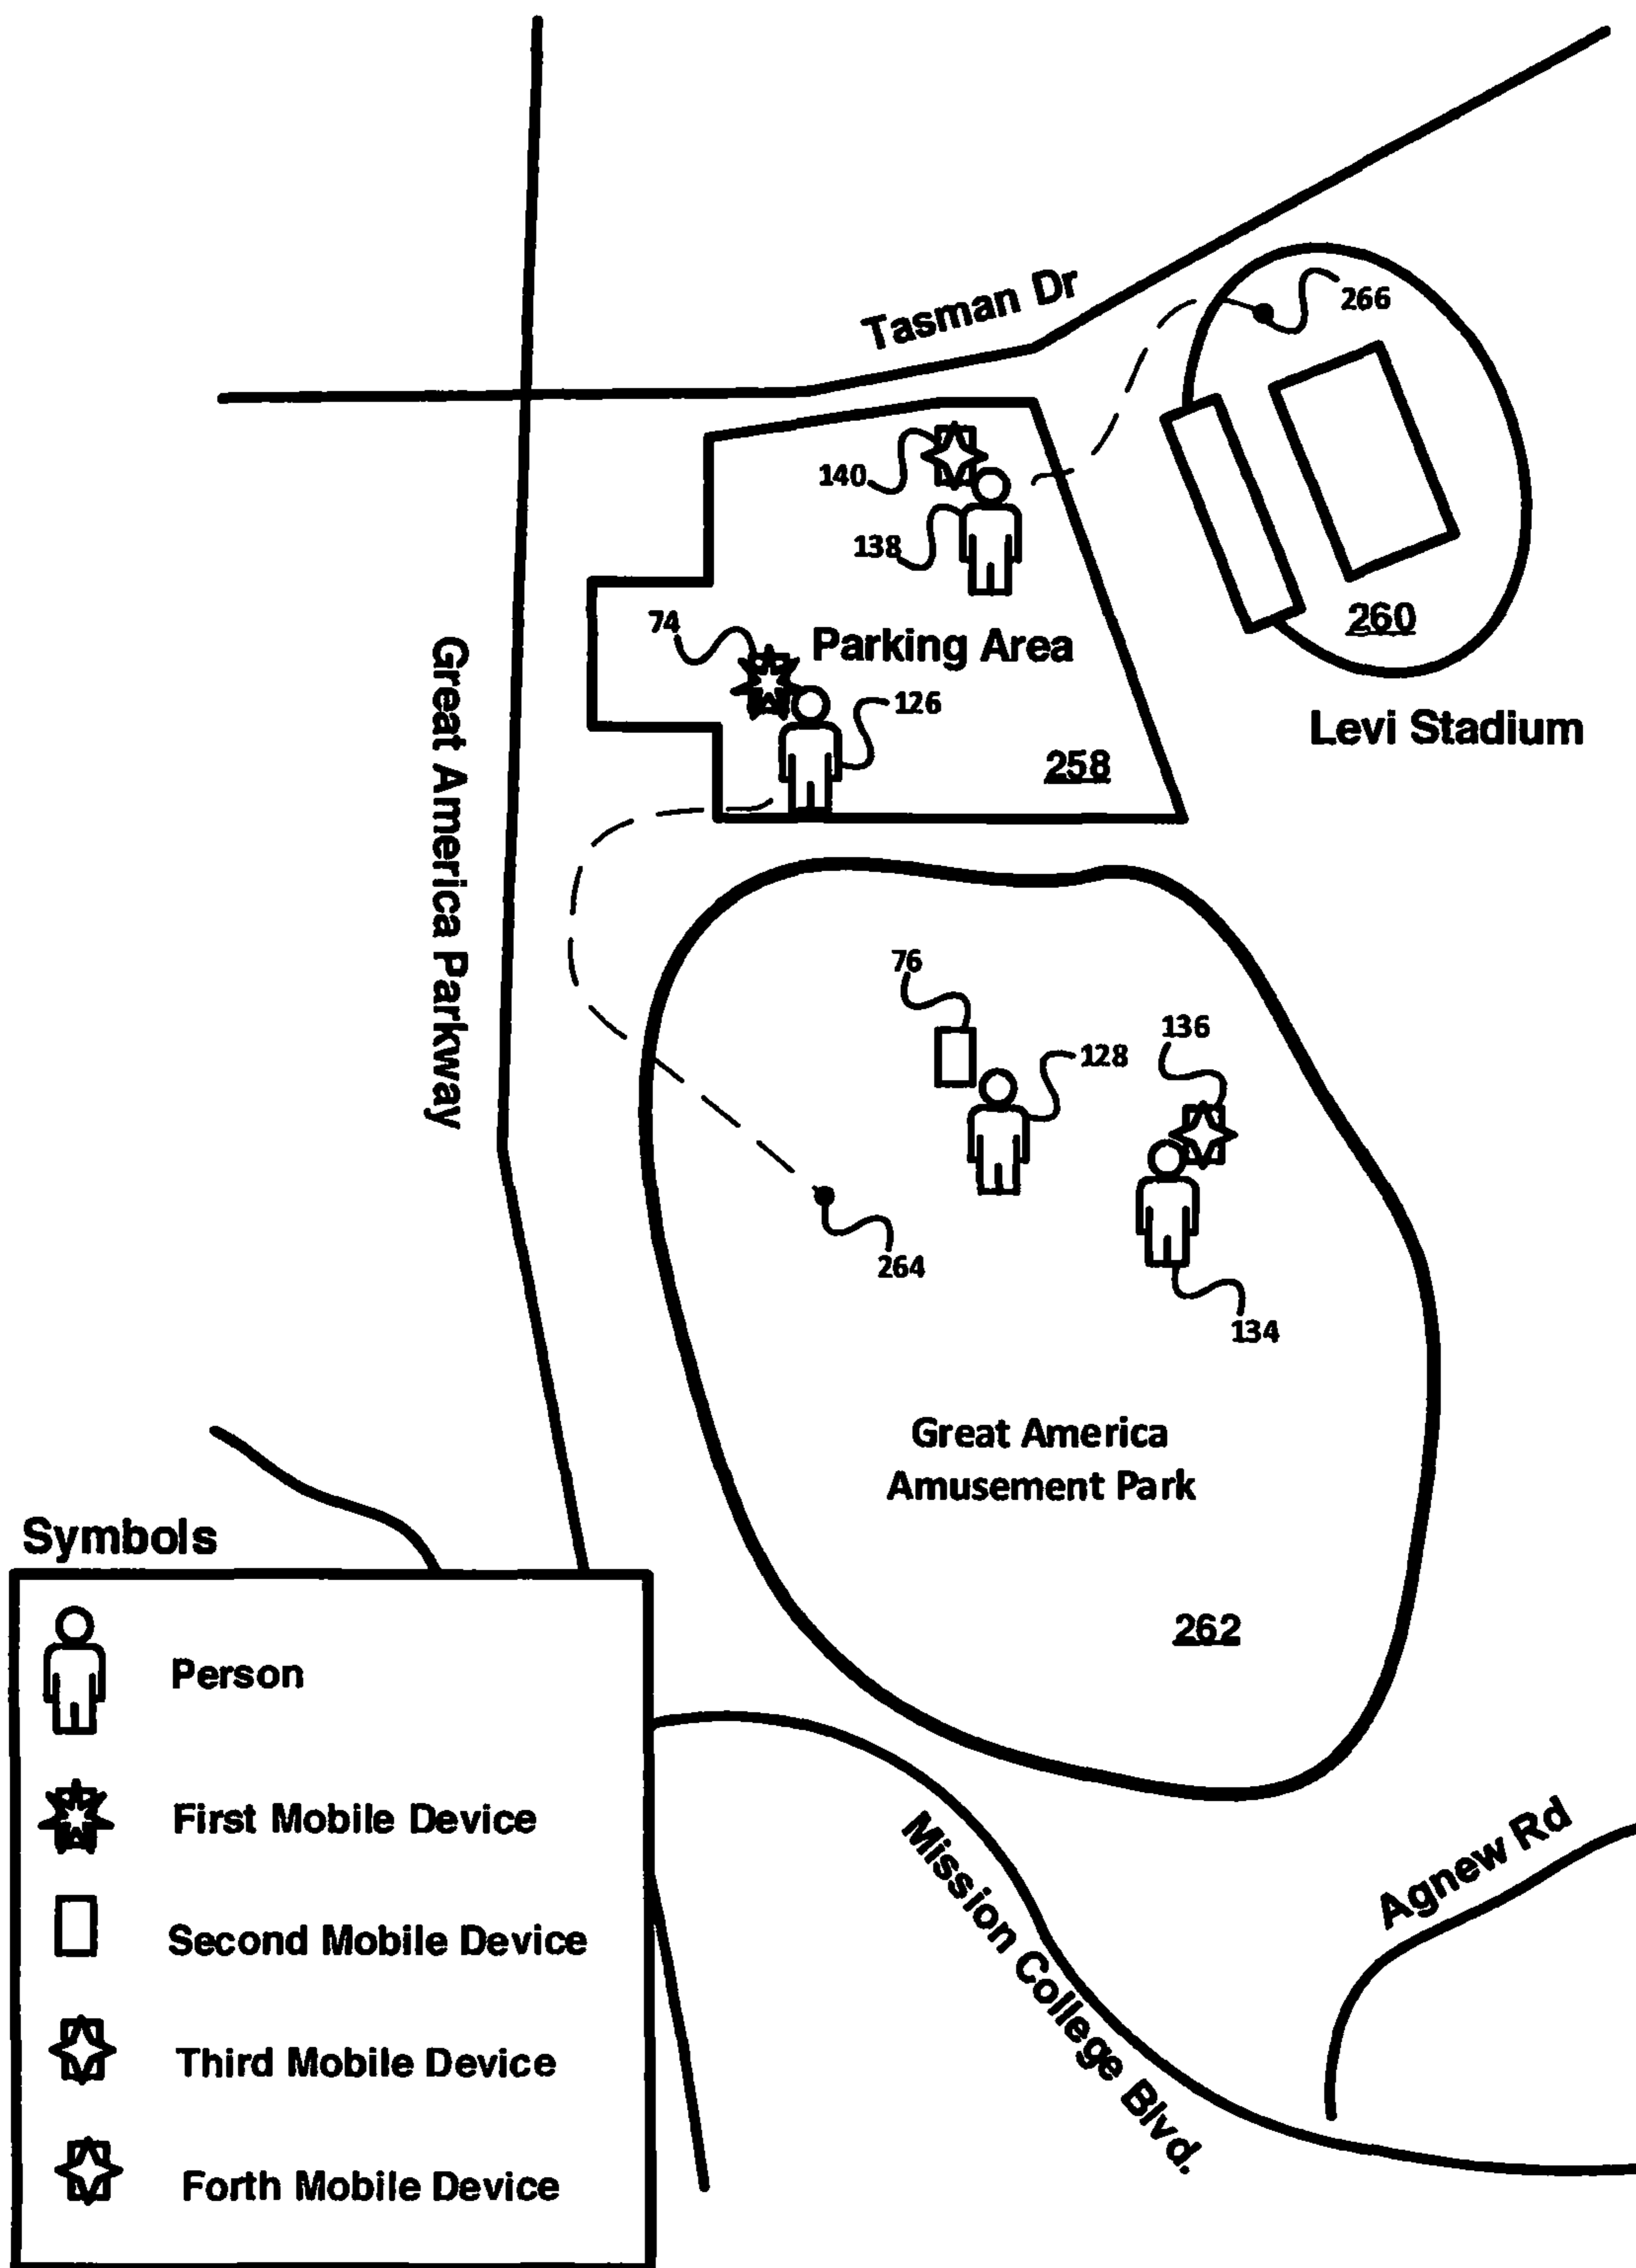 Tasman Dr
266
140
138
260
74
Parking Area
126
Levi Stadium
258
Great America Parkway
76
136
128
264
134
Great America
Amusement Park
262
Symbols
Person
First Mobile Device
Second Mobile Device
Third Mobile Device
Forth Mobile Device
Mission College Blvd.
Agnew Rd